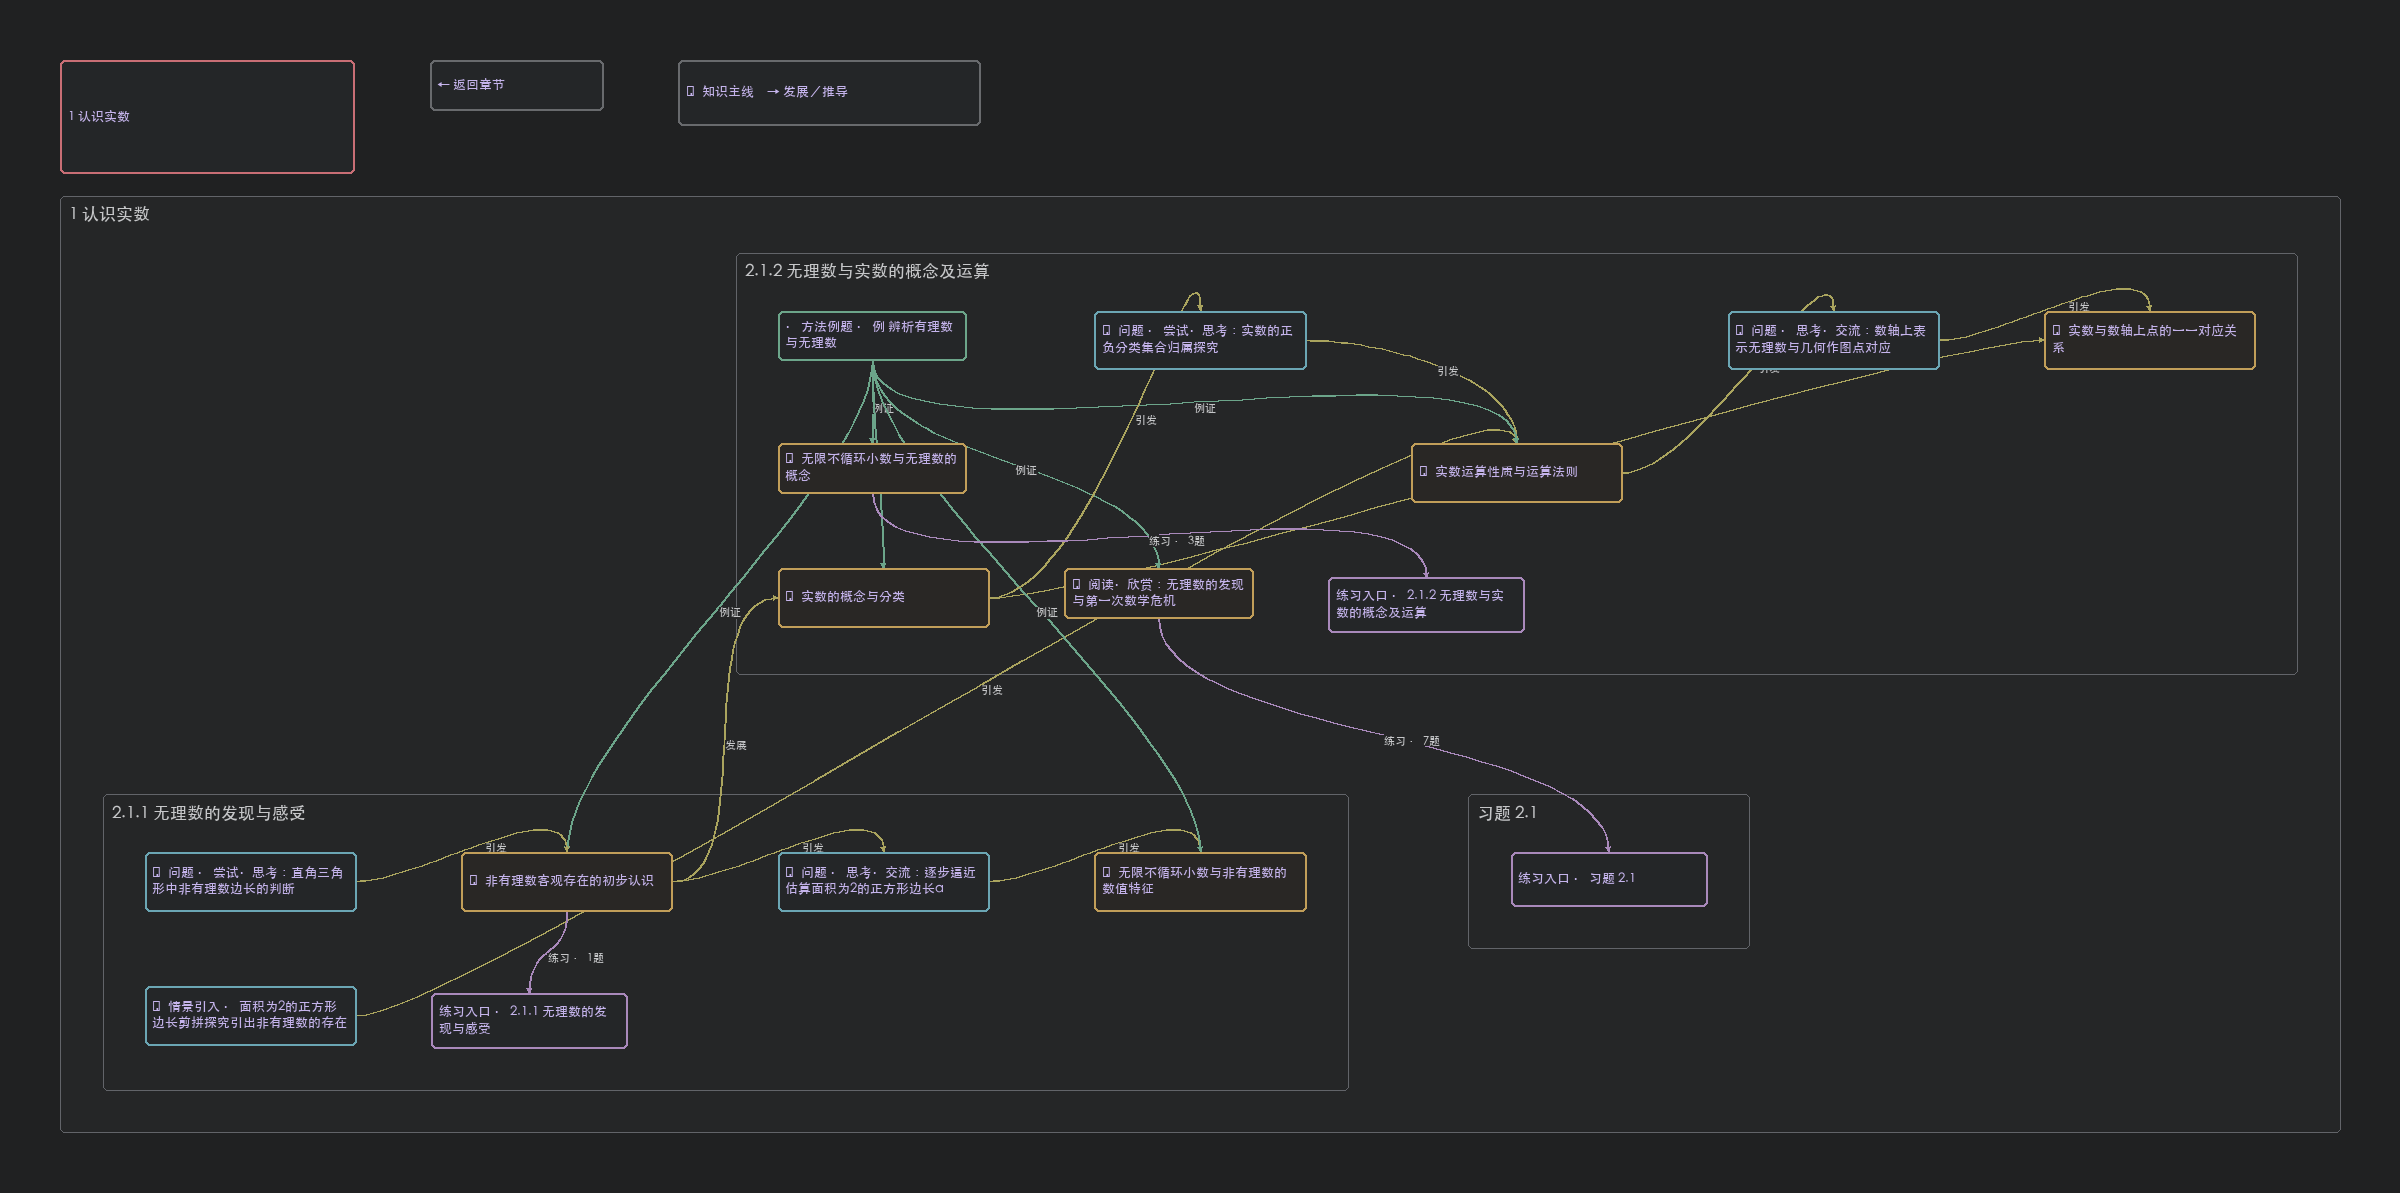 1 认识实数
← 返回章节
知识主线 → 发展／推导
1 认识实数
2.1.2 无理数与实数的概念及运算
· 方法例题 · 例 辨析有理数
与无理数
问题 · 尝试 · 思考：实数的正
负分类集合归属探究
问题 · 思考 · 交流：数轴上表
示无理数与几何作图点对应
引发
实数与数轴上点的一一对应关
系
引发
引发
例证
例证
引发
无限不循环小数与无理数的
概念
例证
实数运算性质与运算法则
练习 · 3题
实数的概念与分类
阅读 · 欣赏：无理数的发现
与第一次数学危机
练习入口 · 2.1.2 无理数与实
数的概念及运算
例证
例证
引发
发展
练习 · 7题
2.1.1 无理数的发现与感受
习题 2.1
引发
引发
引发
问题 · 尝试 · 思考：直角三角
形中非有理数边长的判断
非有理数客观存在的初步认识
问题 · 思考 · 交流：逐步逼近
估算面积为2的正方形边长a
无限不循环小数与非有理数的
数值特征
练习入口 · 习题 2.1
练习 · 1题
情景引入 · 面积为2的正方形
边长剪拼探究引出非有理数的存在
练习入口 · 2.1.1 无理数的发
现与感受